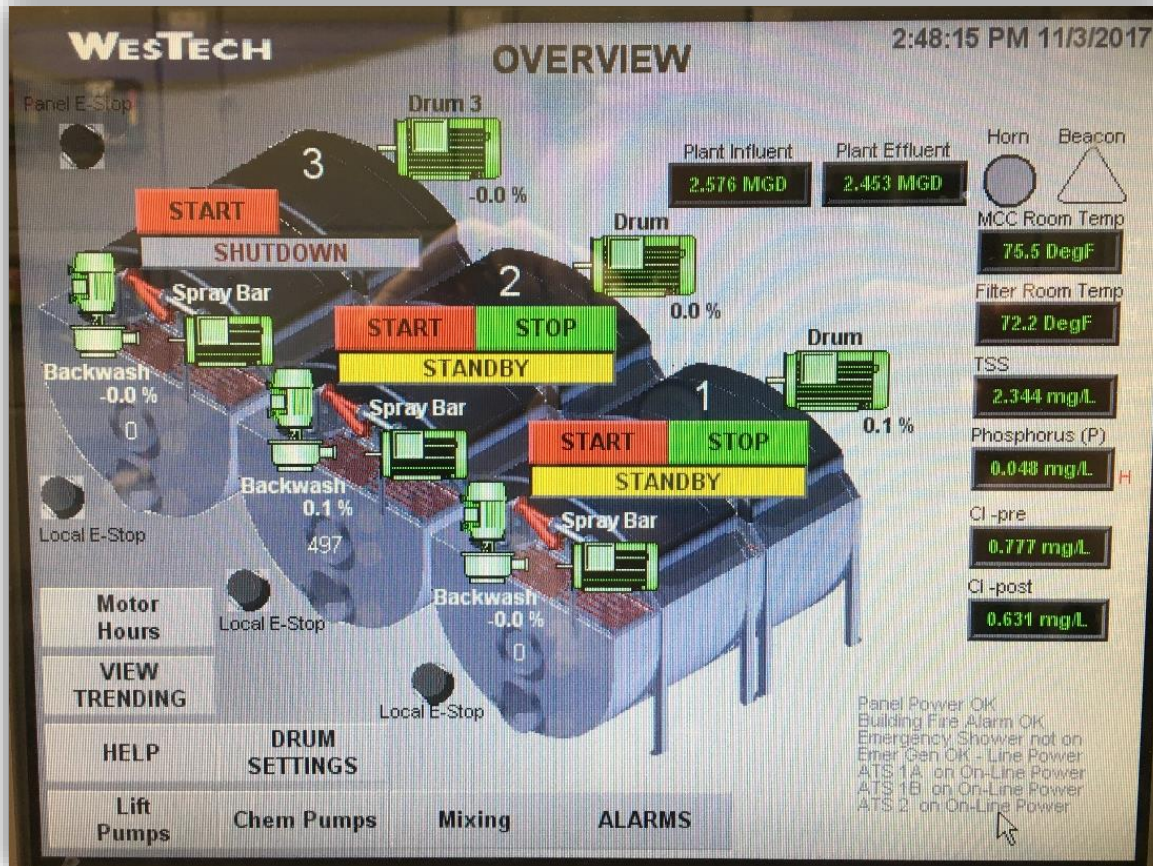 WESTECH
OVERVIEW
2:48:15 PM 11/3/2017
Panel E-Stop
Drum 3
3
-0.0 %
START
SHUTDOWN
Spray Bar
Backwash
-0.0 %
0
Local E-Stop
Drum
2
0.0 %
START STOP
STANDBY
Spray Bar
Backwash
0.1 %
497
Local E-Stop
Drum
1
0.1 %
START STOP
STANDBY
Spray Bar
Backwash
-0.0 %
0
Local E-Stop
Plant Influent
2.576 MGD
Plant Effluent
2.453 MGD
Horn
Beacon
MCC Room Temp
75.5 DegF
Filter Room Temp
72.2 DegF
TSS
2.344 mg/L
Phosphorus (P)
0.048 mg/L H
Cl -pre
0.777 mg/L
Cl -post
0.631 mg/L
Motor
Hours
VIEW
TRENDING
HELP
DRUM
SETTINGS
Lift
Pumps
Chem Pumps
Mixing
ALARMS
Panel Power OK
Building Fire Alarm OK
Emergency Shower not on
Emer Gen OK - Line Power
ATS 1A on On-Line Power
ATS 1B on On-Line Power
ATS 2 on On-Line Power